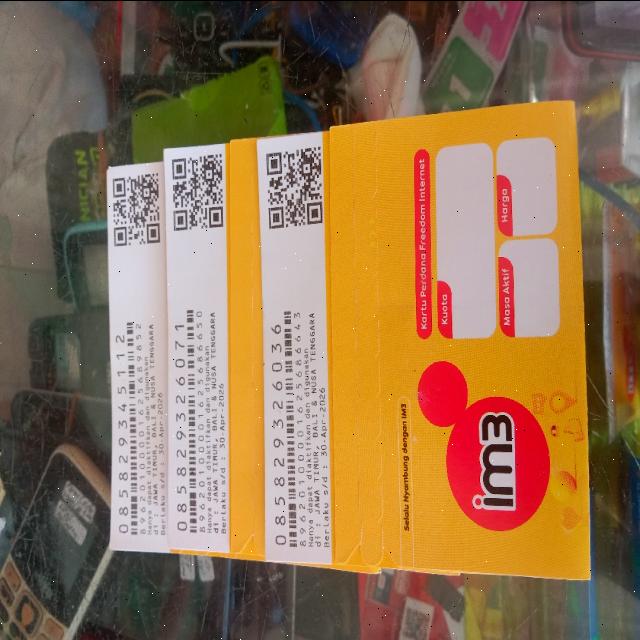 085829345112
Hanya dapat diaktifkan dan digunakan
di : JAWA TIMUR, BALI & NUSA TENGGARA
Berlaku s/d : 30-Apr-2026
085829326071
Hanya dapat diaktifkan dan digunakan
di : JAWA TIMUR, BALI & NUSA TENGGARA
Berlaku s/d : 30-Apr-2026
085829326036
Hanya dapat diaktifkan dan digunakan
di : JAWA TIMUR, BALI & NUSA TENGGARA
Berlaku s/d : 30-Apr-2026
Selalu Nyambung dengan IM3
im3
Kartu Perdana Freedom Internet
Kuota
Masa Aktif
Harga